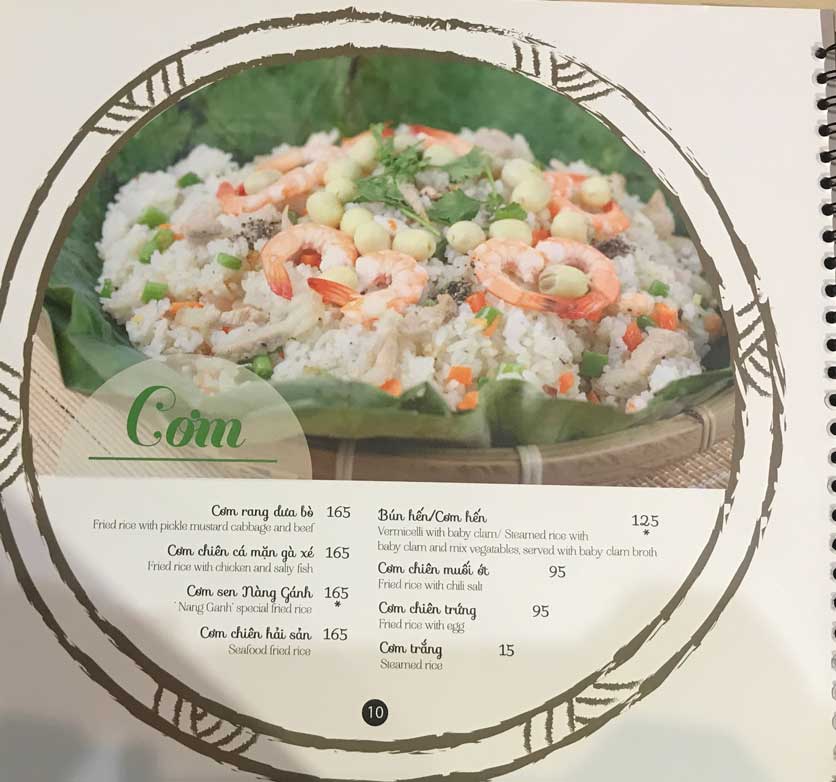 Cơm
Cơm rang dưa bò 165
Fried rice with pickle mustard cabbage and beef
Cơm chiên cá mặn gà xé 165
Fried rice with chicken and salty fish
Cơm sen Nàng Gánh 165
*
'Nang Ganh' special fried rice
Cơm chiên hải sản 165
Seafood fried rice
Bún hến/Cơm hến 125
*
Vermicelli with baby clam/ Steamed rice with
baby clam and mix vegatables, served with baby clam broth
Cơm chiên muối ớt 95
Fried rice with chili salt
Cơm chiên trứng 95
Fried rice with egg
Cơm trắng 15
Steamed rice
10